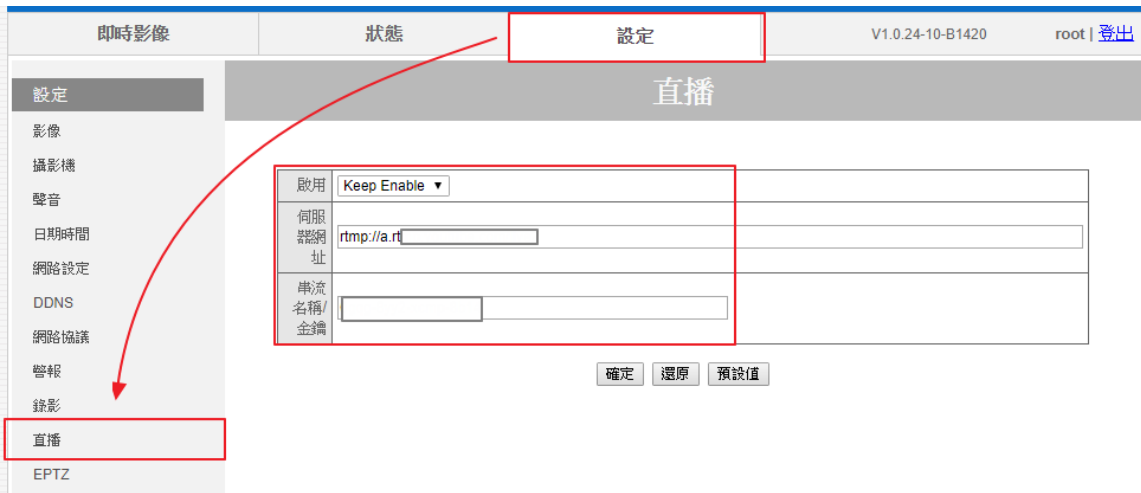 即時影像
狀態
設定
V1.0.24-10-B1420
root | 登出
設定
影像
攝影機
聲音
日期時間
網路設定
DDNS
網路協議
警報
錄影
直播
EPTZ
直播
啟用
Keep Enable ▼
伺服
器網
址
rtmp://a.rt
串流
名稱/
金鑰
確定
還原
預設值